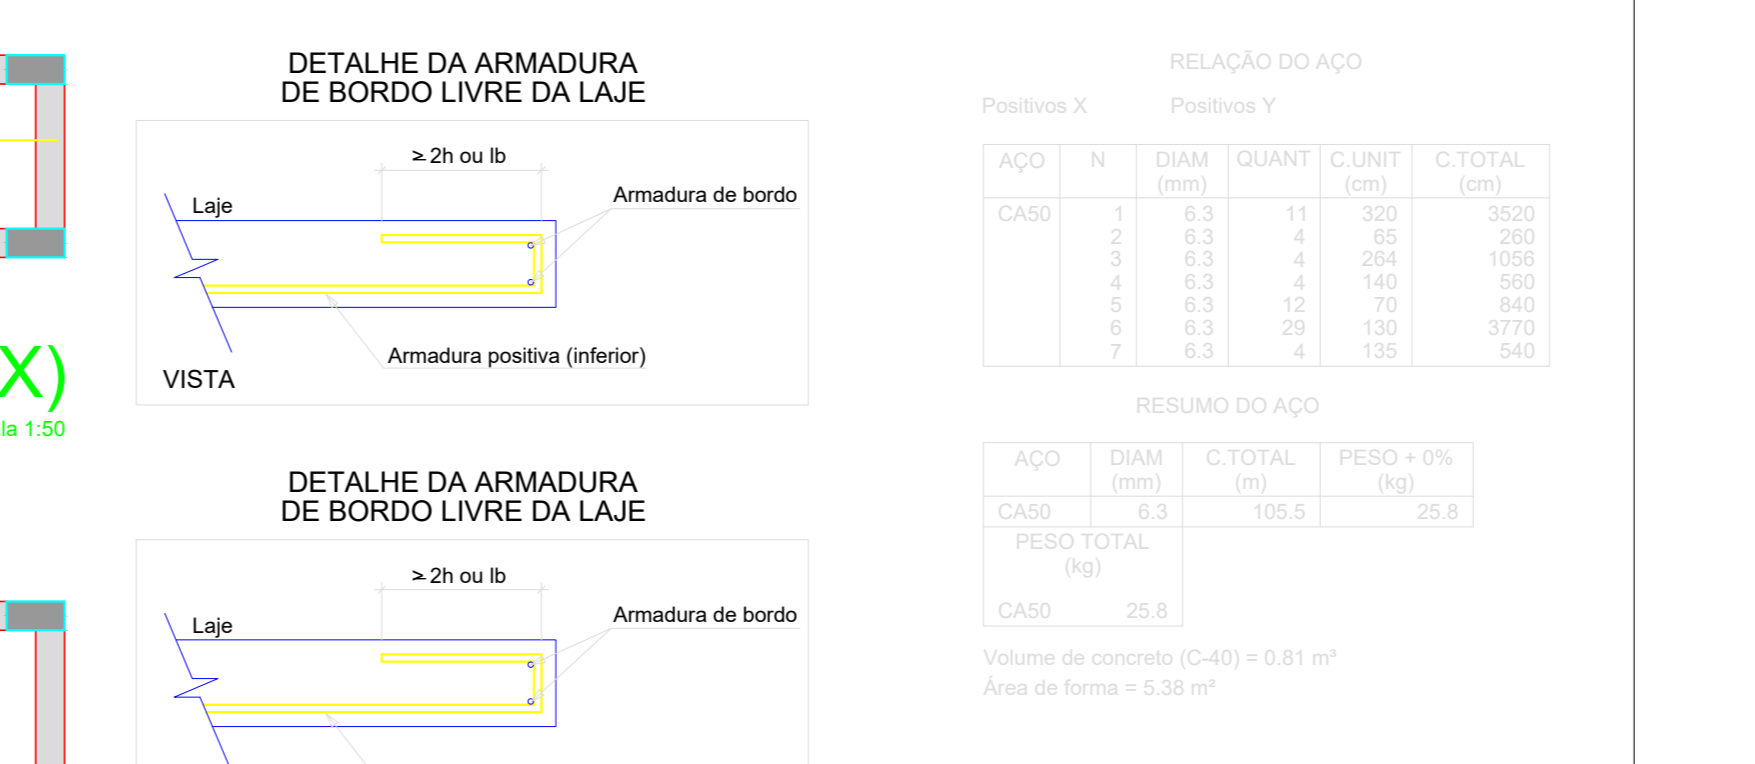 X)
la 1:50
DETALHE DA ARMADURA
DE BORDO LIVRE DA LAJE
≥ 2h ou lb
Armadura de bordo
Laje
Armadura positiva (inferior)
VISTA
DETALHE DA ARMADURA
DE BORDO LIVRE DA LAJE
≥ 2h ou lb
Armadura de bordo
Laje
RELAÇÃO DO AÇO
Positivos X Positivos Y
AÇO N DIAM QUANT C.UNIT C.TOTAL
(mm) (cm) (cm)
CA50 1 6.3 11 320 3520
2 6.3 4 65 260
3 6.3 4 264 1056
4 6.3 4 140 560
5 6.3 12 70 840
6 6.3 29 130 3770
7 6.3 4 135 540
RESUMO DO AÇO
AÇO DIAM C.TOTAL PESO + 0%
(mm) (m) (kg)
CA50 6.3 105.5 25.8
PESO TOTAL
(kg)
CA50 25.8
Volume de concreto (C-40) = 0.81 m³
Área de forma = 5.38 m²